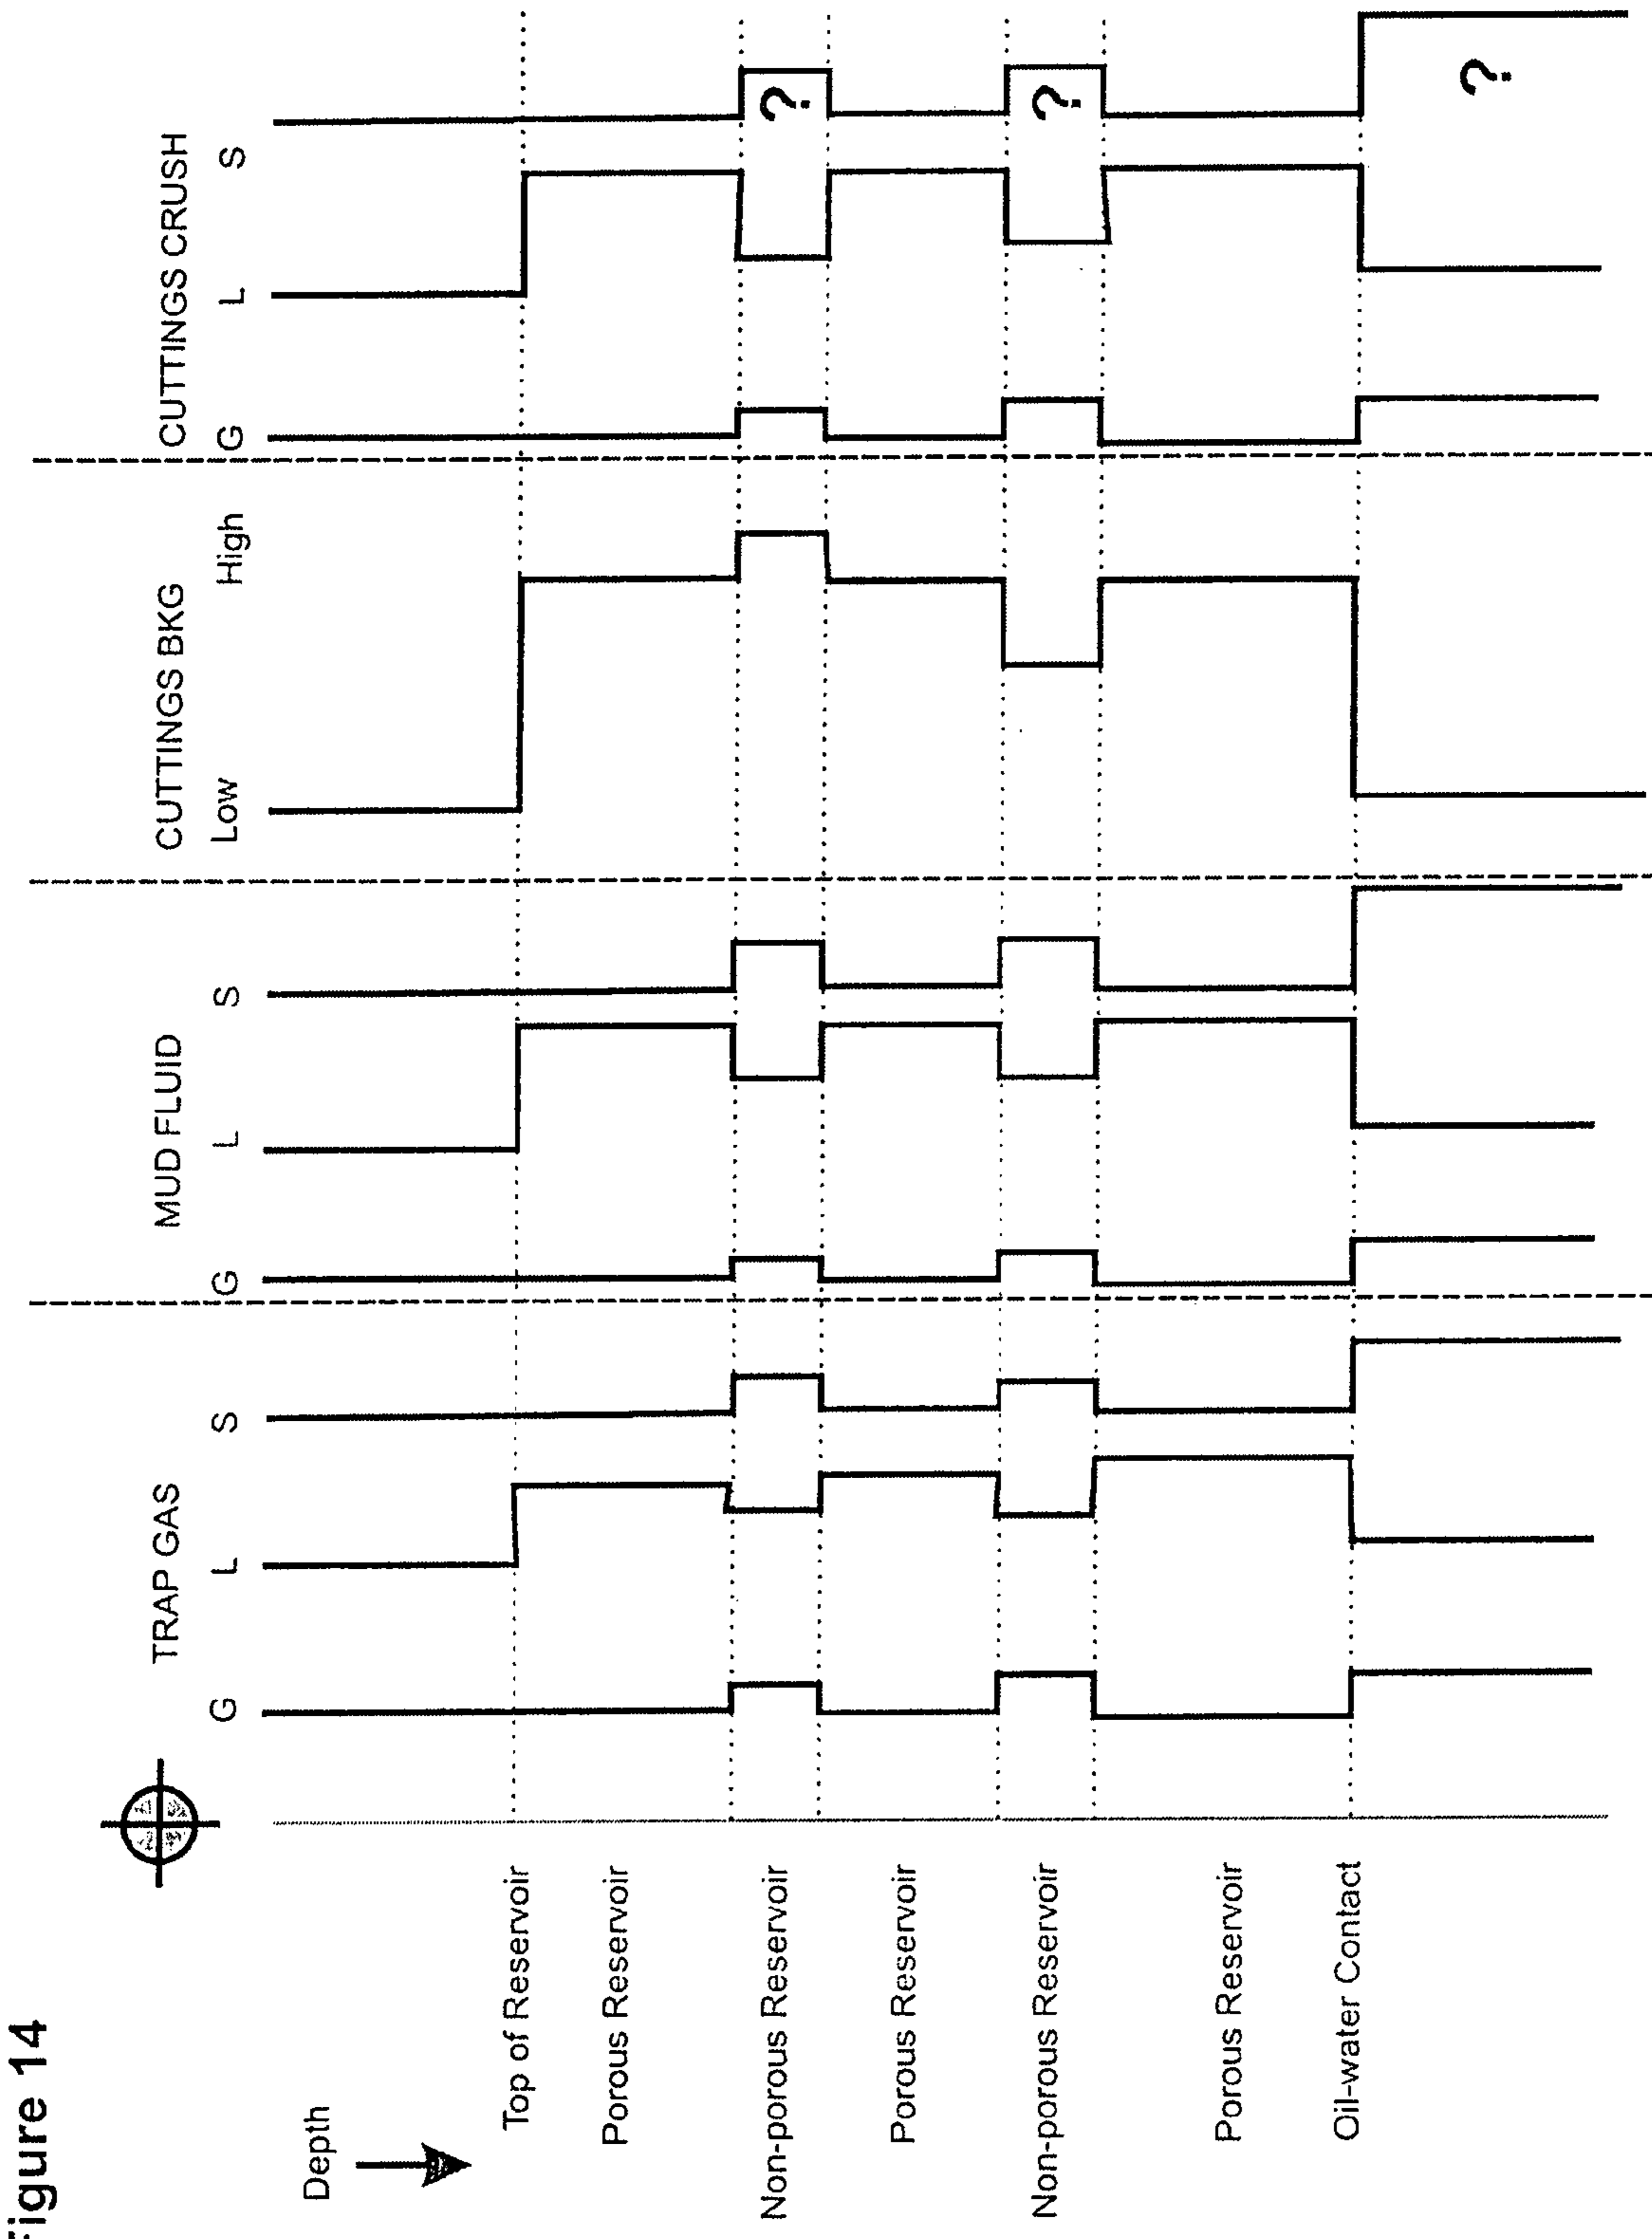 Figure 14
TRAP GAS
MUD FLUID
CUTTINGS BKG
CUTTINGS CRUSH
G
L
S
G
L
S
Low
High
G
L
S
Depth
Top of Reservoir
Porous Reservoir
Non-porous Reservoir
?
Porous Reservoir
Non-porous Reservoir
?
Porous Reservoir
Oil-water Contact
?